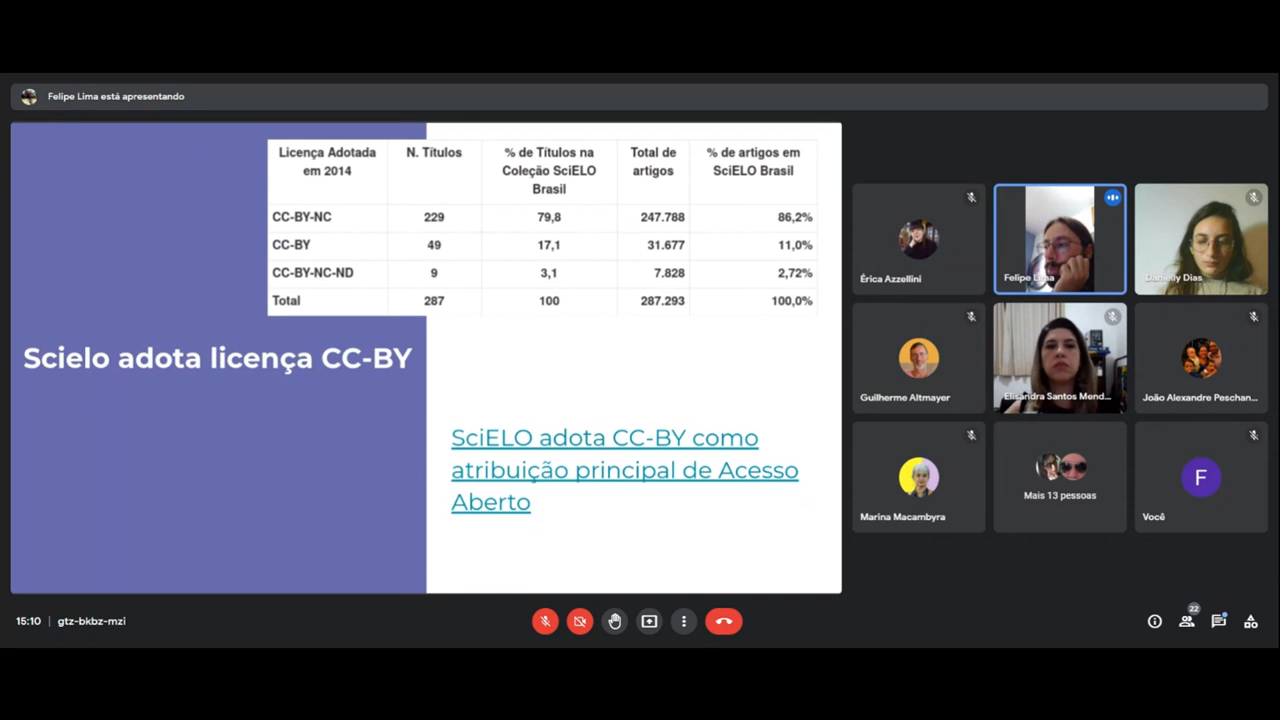 Felipe Lima está apresentando
Licença Adotada
em 2014
N. Títulos
% de Títulos na
Coleção SciELO
Brasil
Total de
artigos
% de artigos em
SciELO Brasil
CC-BY-NC 229 79,8 247.788 86,2%
CC-BY 49 17,1 31.677 11,0%
CC-BY-NC-ND 9 3,1 7.828 2,72%
Total 287 100 287.293 100,0%
Scielo adota licença CC-BY
SciELO adota CC-BY como
atribuição principal de Acesso
Aberto
Érica Azzellini
Felipe Lima
Danielly Dias
Guilherme Altmayer
Elisandra Santos Mend...
João Alexandre Peschan...
Marina Macambyra
Mais 13 pessoas
F
Você
15:10 | gtz-bkbz-mzi
22